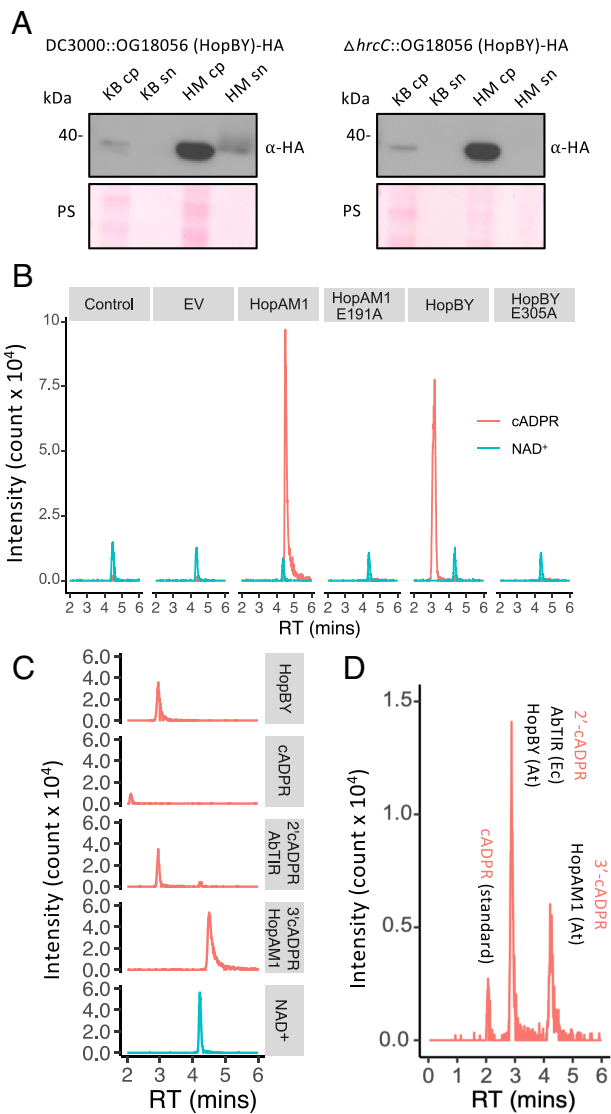 A
DC3000::OG18056 (HopBY)-HA
ΔhrcC::OG18056 (HopBY)-HA
KB cp
KB sn
HM cp
HM sn
KB cp
KB sn
HM cp
HM sn
kDa
kDa
40-
α-HA
40-
α-HA
PS
PS
B
Control
EV
HopAM1
HopAM1
E191A
HopBY
HopBY
E305A
Intensity (count x 10⁴)
10
7.5
5.0
2.5
0.0
cADPR
NAD⁺
2 3 4 5 6
2 3 4 5 6
2 3 4 5 6
2 3 4 5 6
2 3 4 5 6
2 3 4 5 6
RT (mins)
C
Intensity (count x 10⁴)
6.0
4.0
2.0
0.0
HopBY
6.0
4.0
2.0
0.0
cADPR
6.0
4.0
2.0
0.0
2'cADPR
AbTIR
6.0
4.0
2.0
0.0
3'cADPR
HopAM1
6.0
4.0
2.0
0.0
NAD⁺
2 3 4 5 6
RT (mins)
D
Intensity (count x 10⁴)
1.5
1.0
0.5
0.0
cADPR (standard)
2'-cADPR
AbTIR (Ec)
HopBY (At)
3'-cADPR
HopAM1 (At)
0 1 2 3 4 5 6
RT (mins)